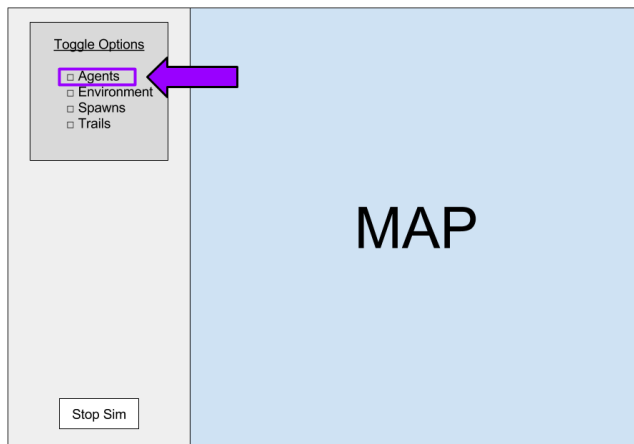 Toggle Options
□ Agents
□ Environment
□ Spawns
□ Trails
MAP
Stop Sim